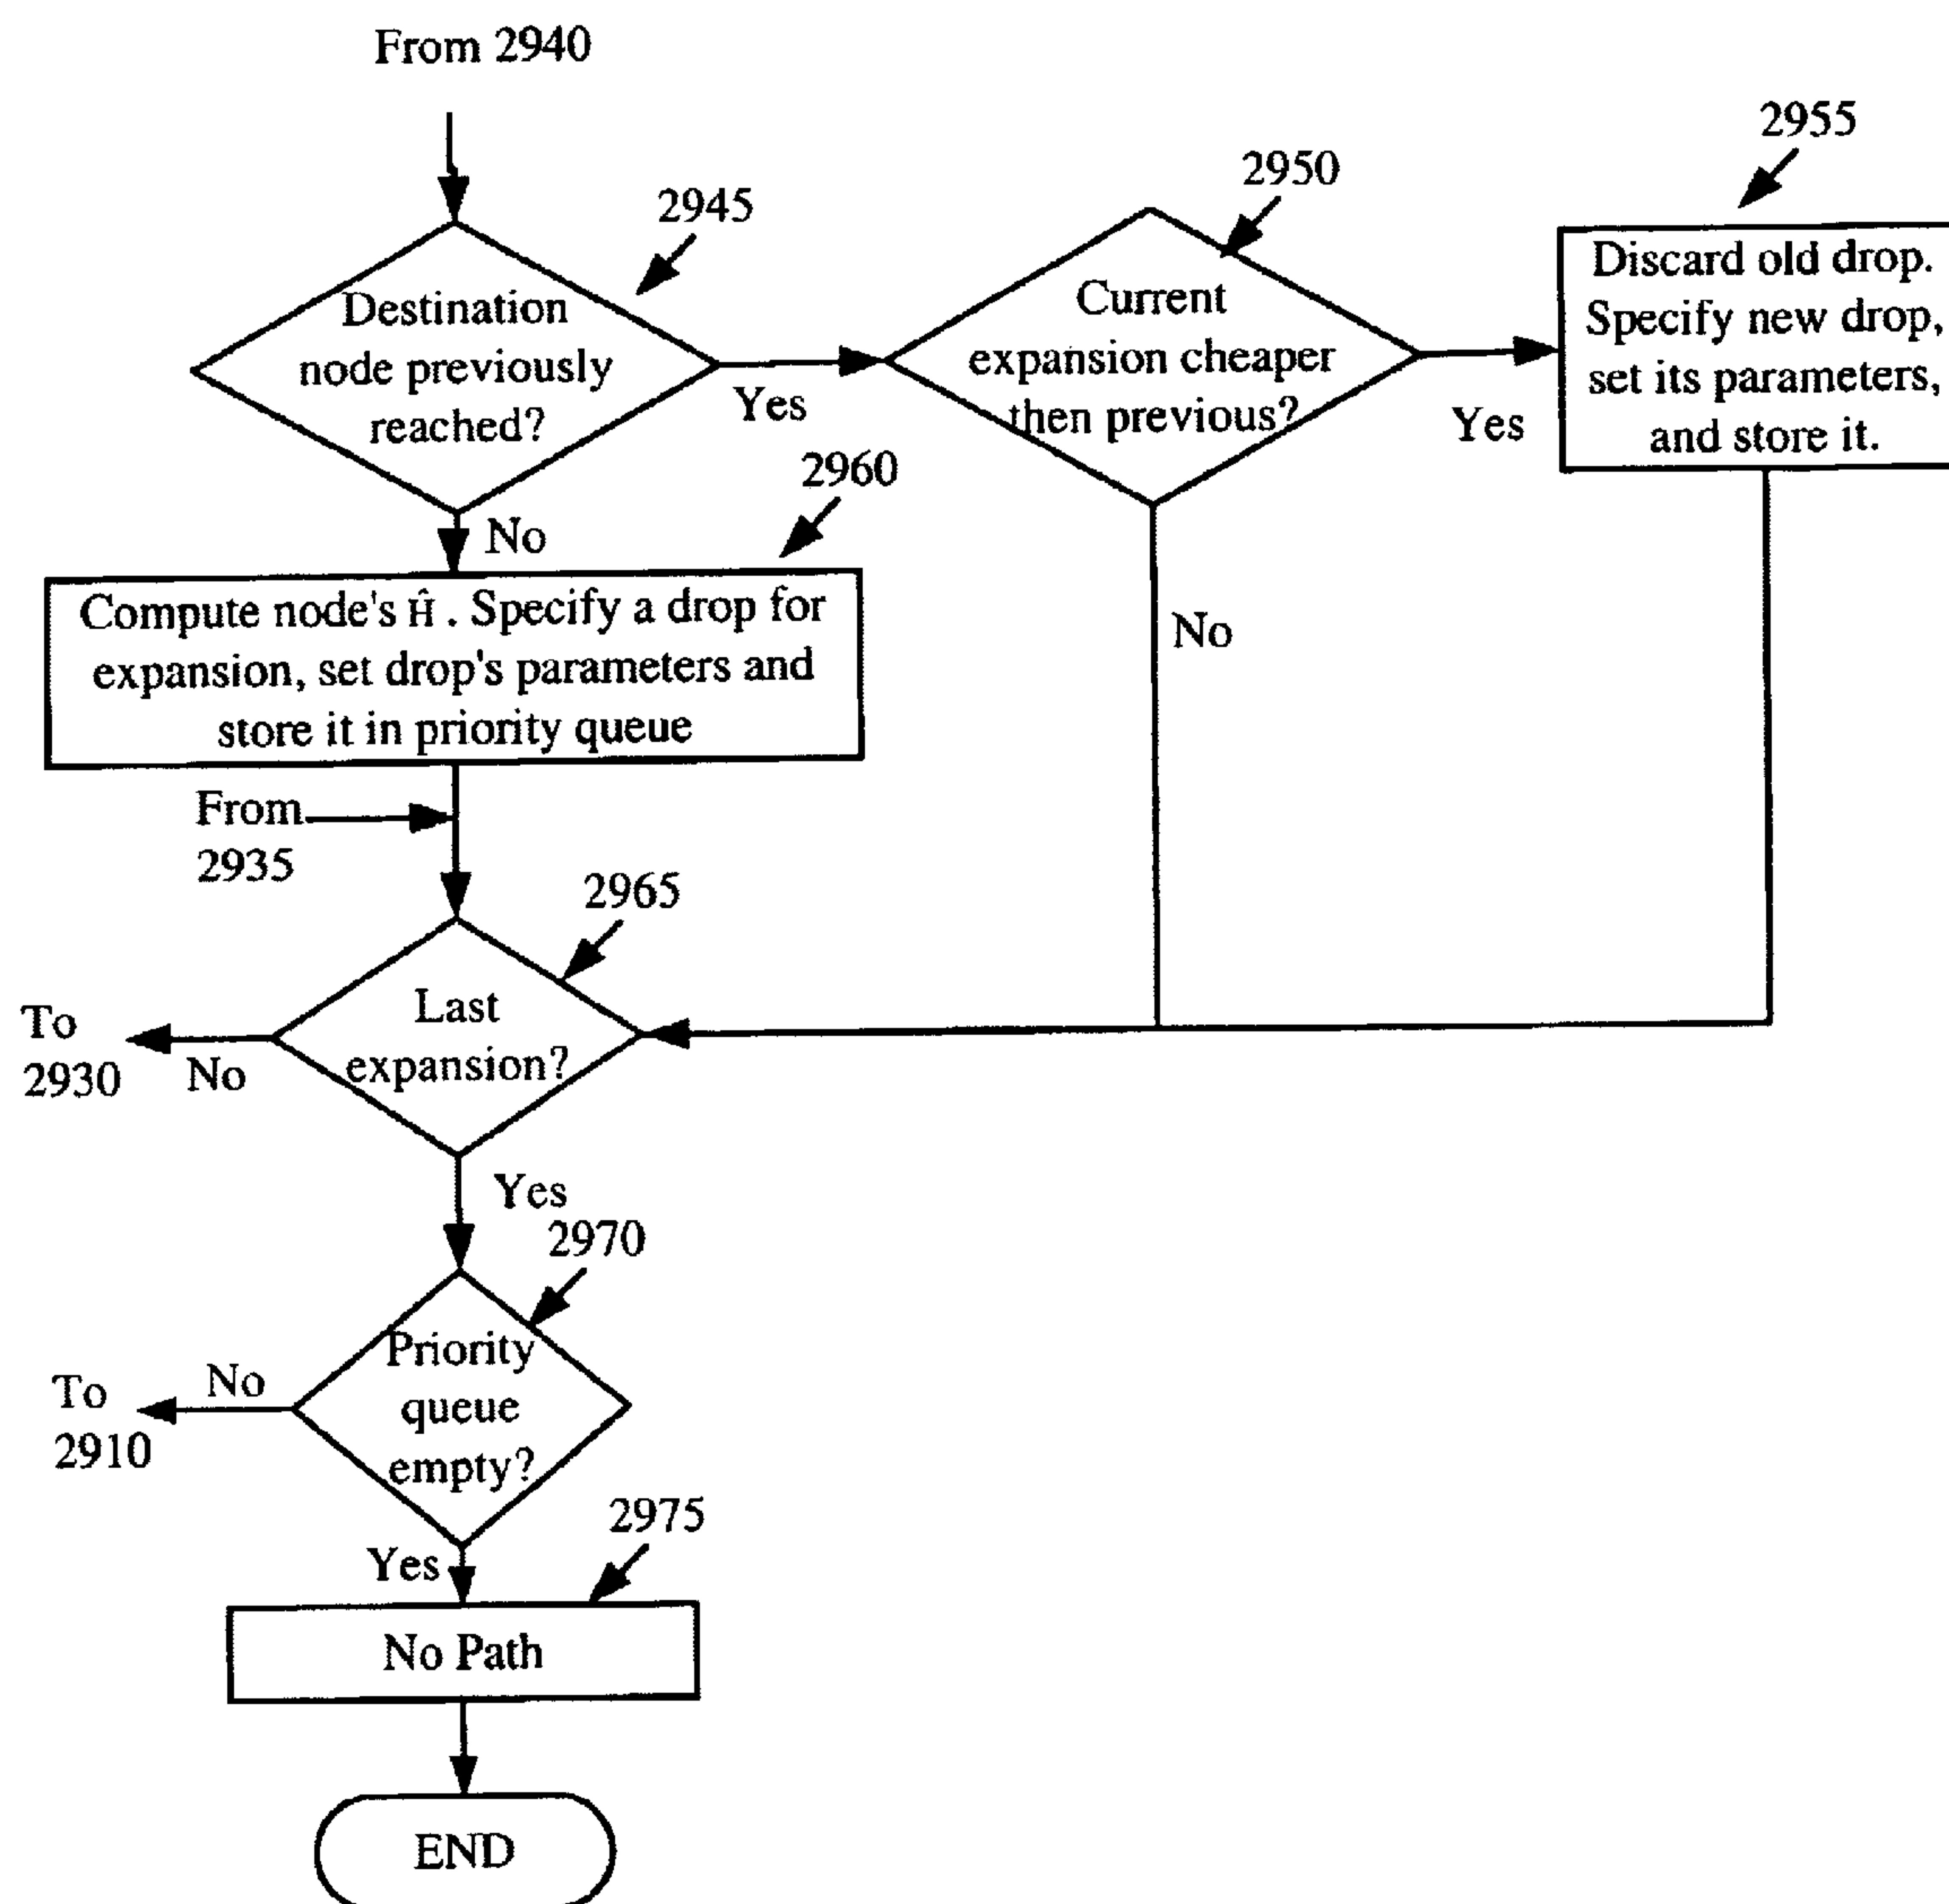 From 2940
2945
Destination
node previously
reached?
Yes
2950
Current
expansion cheaper
then previous?
Yes
2955
Discard old drop.
Specify new drop,
set its parameters,
and store it.
No
2960
Compute node's Ĥ. Specify a drop for
expansion, set drop's parameters and
store it in priority queue
No
From
2935
2965
Last
expansion?
To
2930
No
Yes
2970
Priority
queue
empty?
To
2910
No
Yes
2975
No Path
END